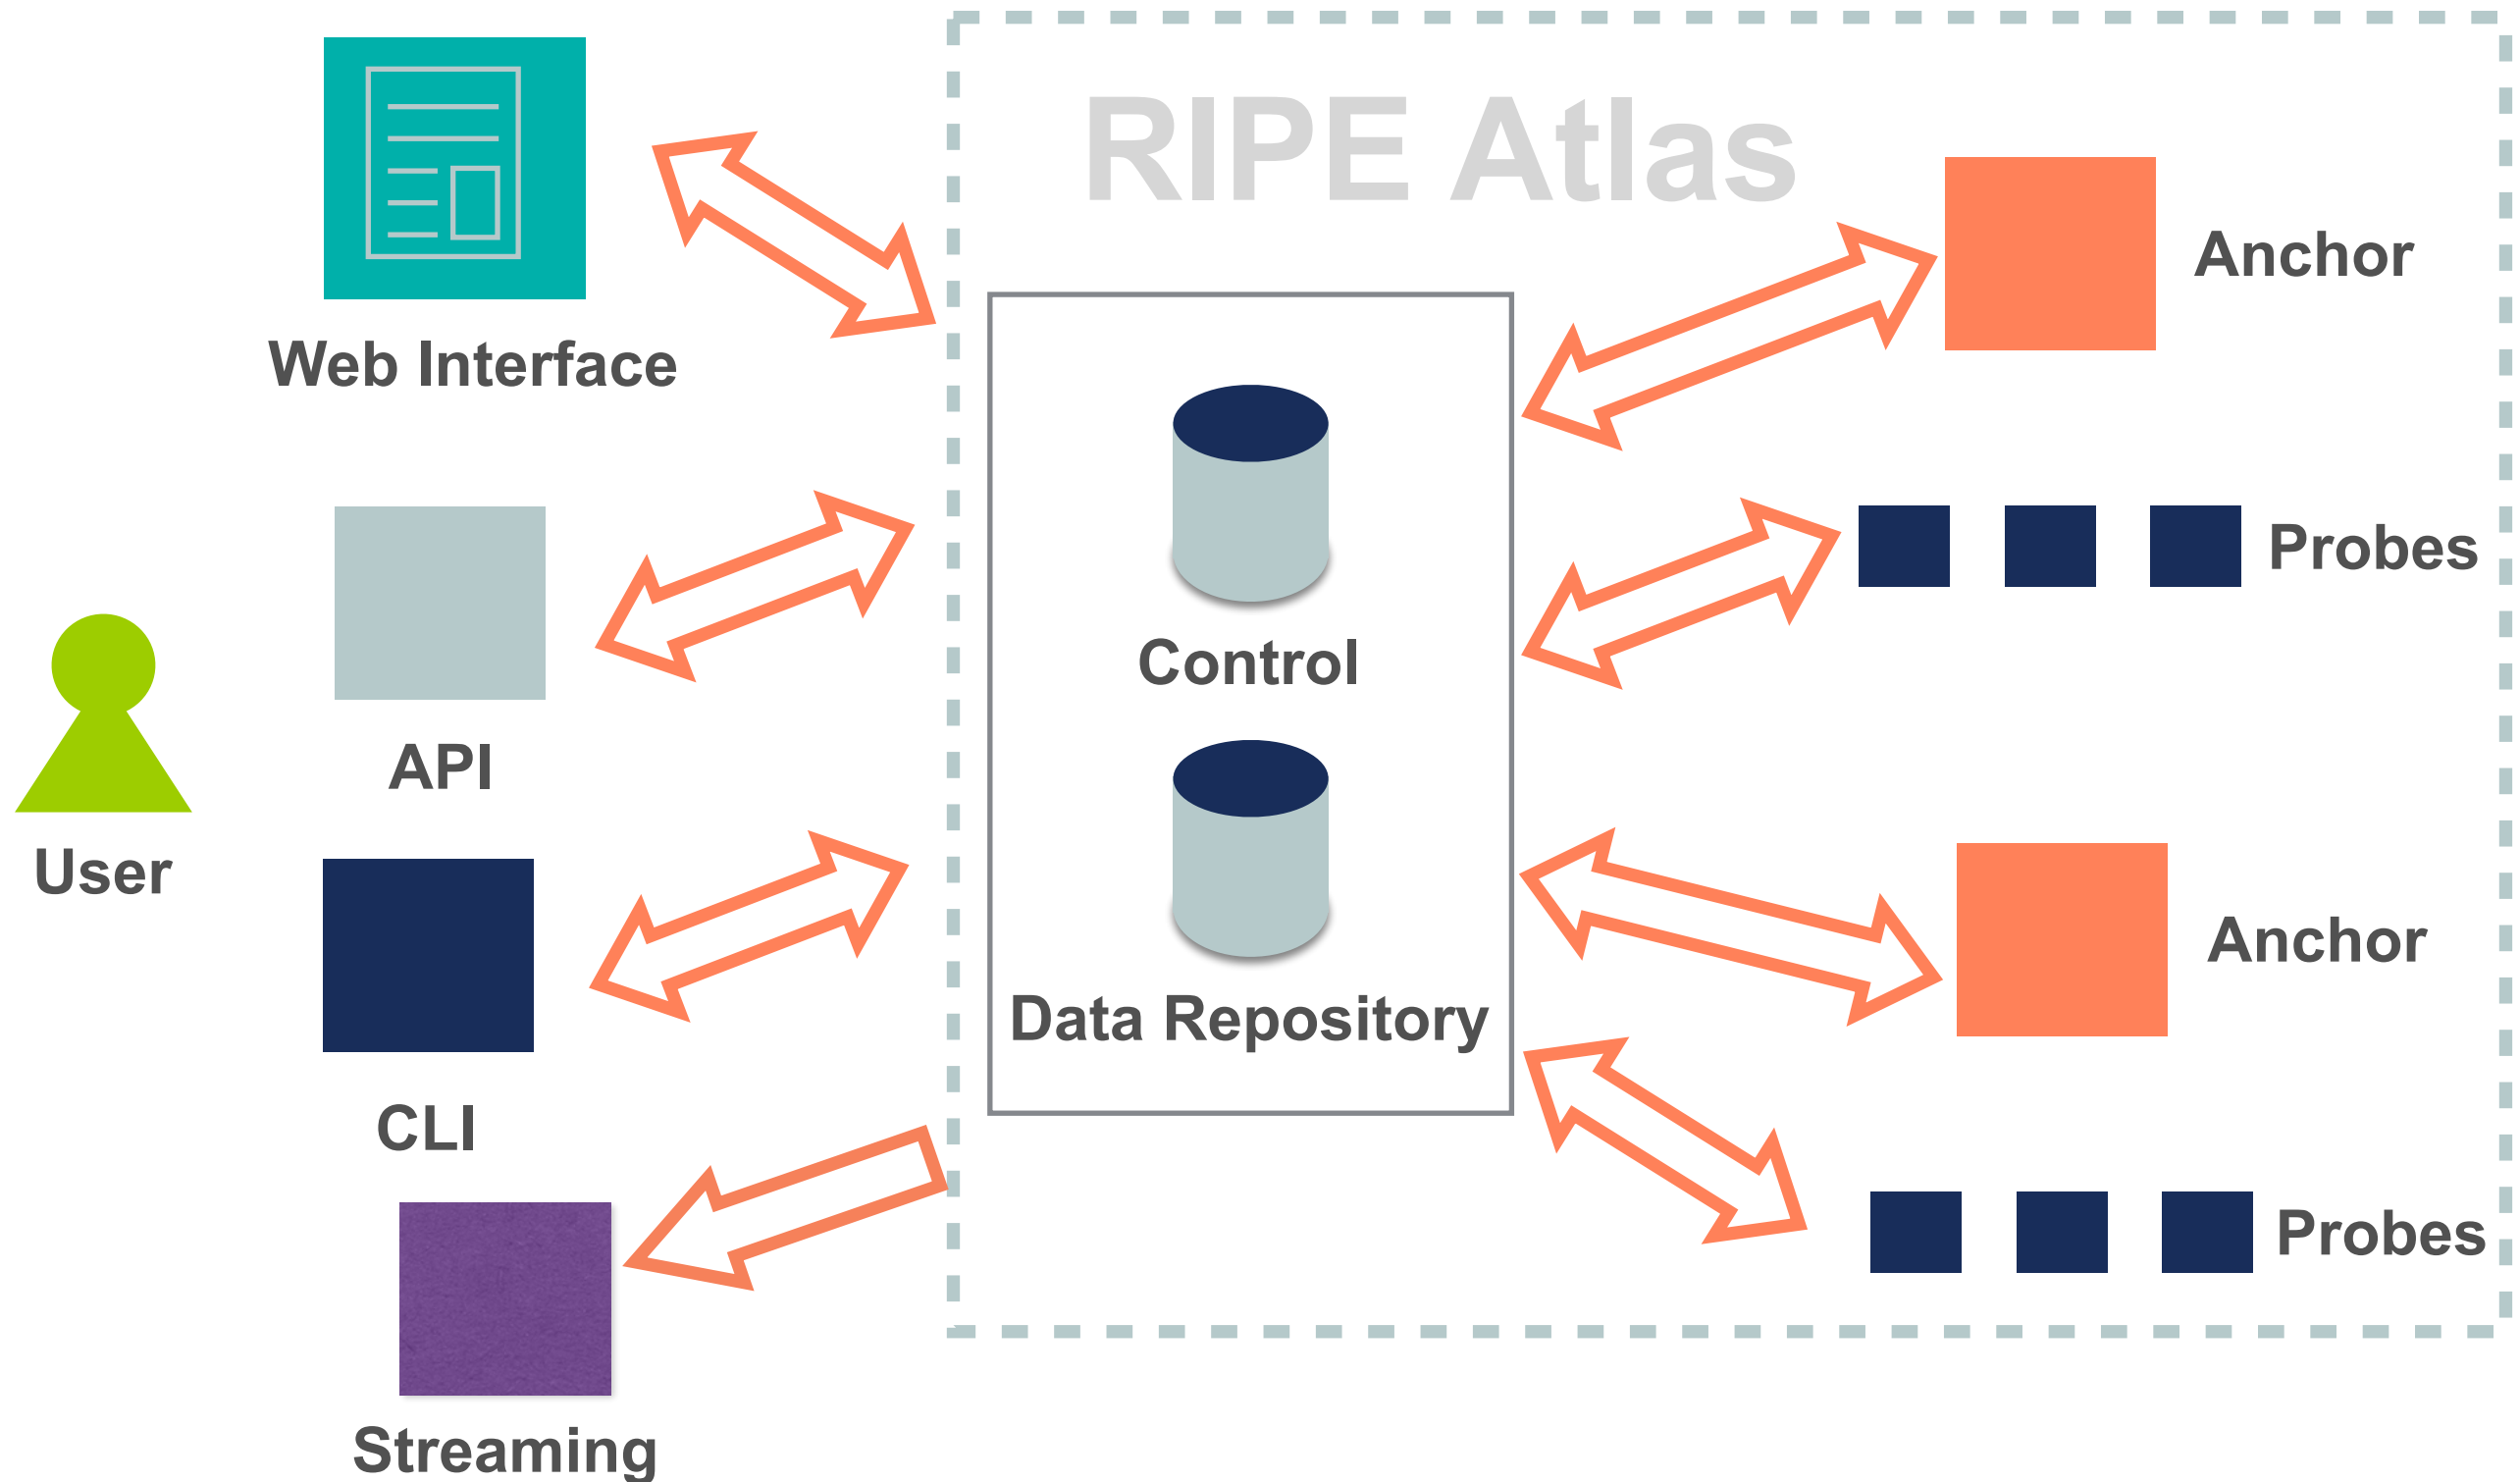 RIPE Atlas
Web Interface
API
User
CLI
Streaming
Control
Data Repository
Anchor
Probes
Anchor
Probes